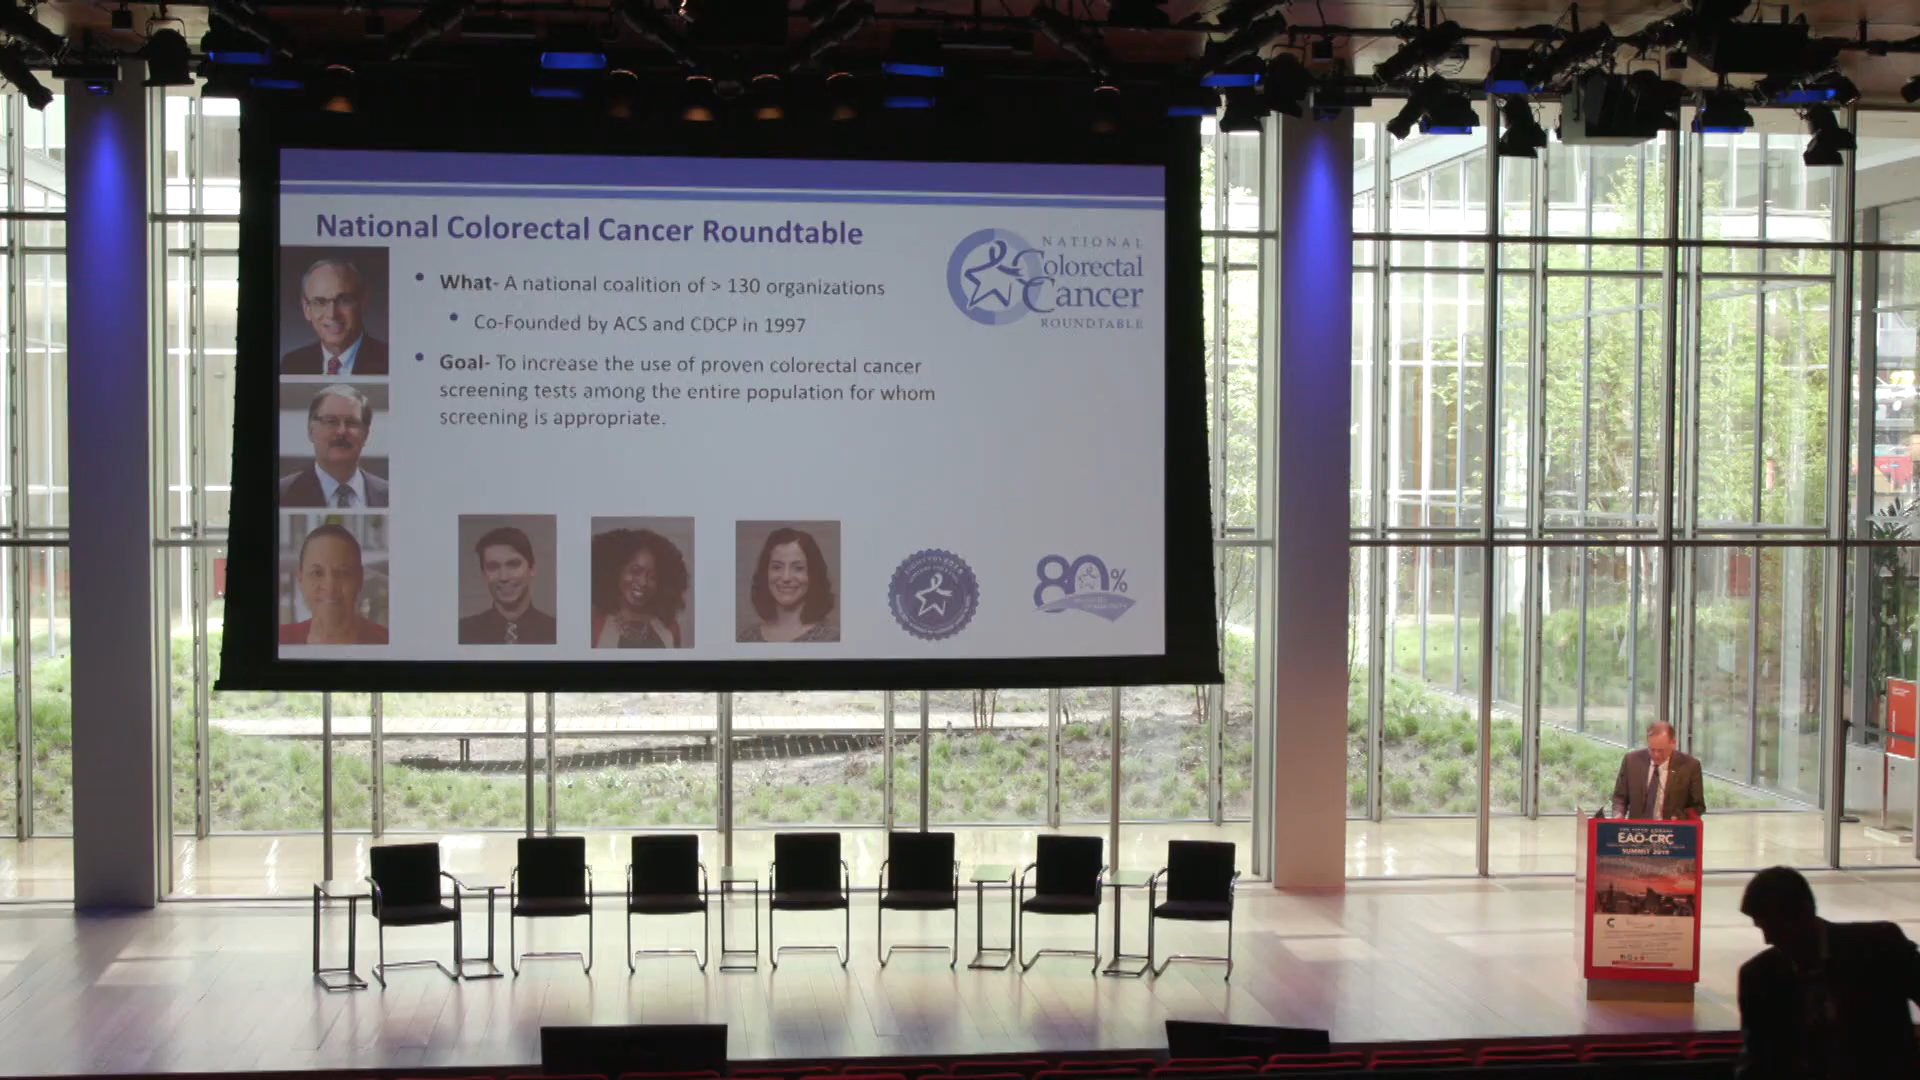 National Colorectal Cancer Roundtable
NATIONAL
Colorectal
Cancer
ROUNDTABLE
• What- A national coalition of > 130 organizations
• Co-Founded by ACS and CDCP in 1997
• Goal- To increase the use of proven colorectal cancer
screening tests among the entire population for whom
screening is appropriate.
80%
EAO-CRC
SUMMIT 2019